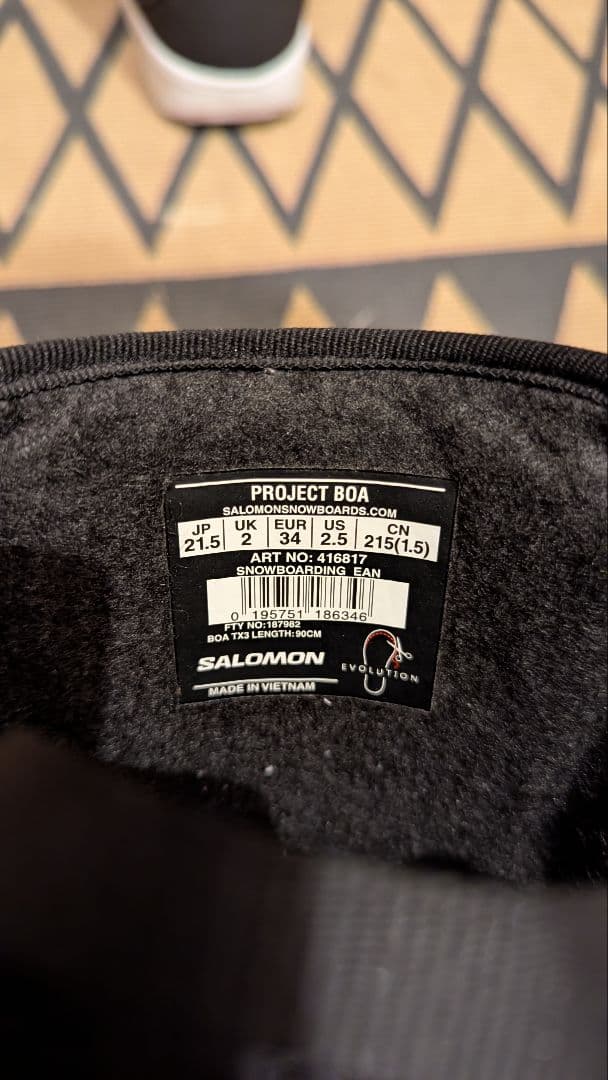 PROJECT BOA
SALOMONSNOWBOARDS.COM
JP UK EUR US CN
21.5 2 34 2.5 215(1.5)
ART NO: 416817
SNOWBOARDING EAN
0 195751 186346
FTY NO:187982
BOA TX3 LENGTH:90CM
SALOMON
EVOLUTION
MADE IN VIETNAM